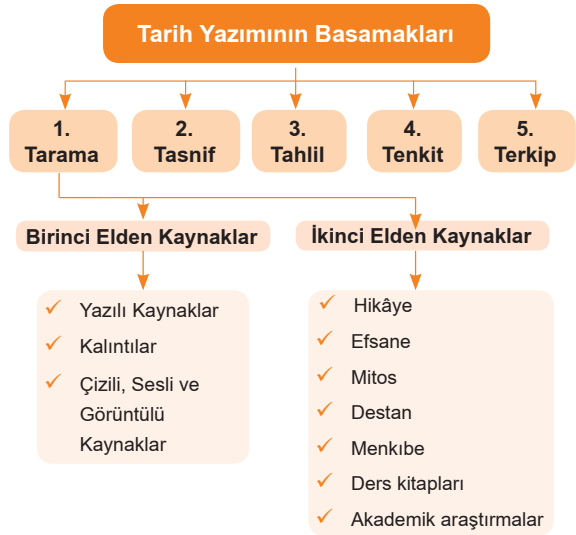 Tarih Yazımının Basamakları
1.
Tarama
2.
Tasnif
3.
Tahlil
4.
Tenkit
5.
Terkip
Birinci Elden Kaynaklar
Yazılı Kaynaklar
Kalıntılar
Çizili, Sesli ve
Görüntülü
Kaynaklar
İkinci Elden Kaynaklar
Hikâye
Efsane
Mitos
Destan
Menkıbe
Ders kitapları
Akademik araştırmalar